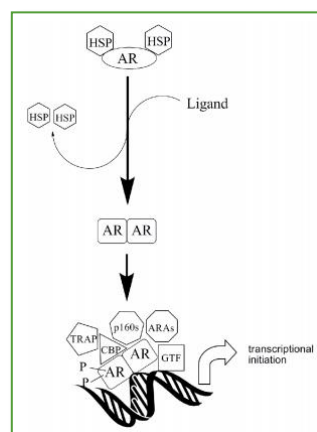 HSP
HSP
AR
Ligand
HSP HSP
AR AR
p160s
ARAs
TRAP
CBP
AR
GTF
P
P
AR
transcriptional
initiation